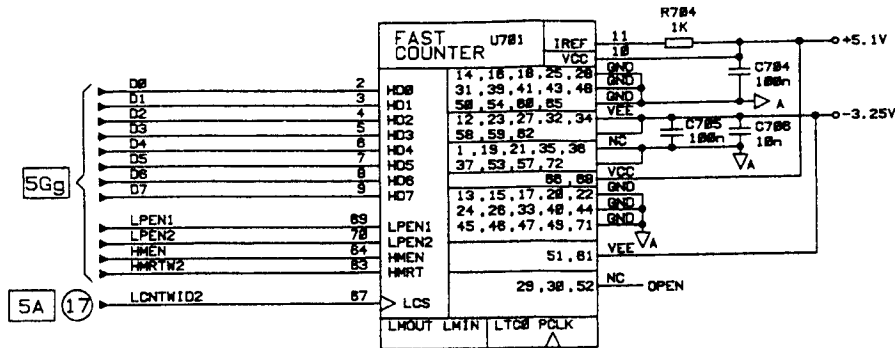 R704
1K
FAST COUNTER U701
IREF 11
VCC 10
+5.1V
C704
100n
A
-3.25V
D0 2 HD0
D1 3 HD1
D2 4 HD2
D3 5 HD3
D4 6 HD4
D5 7 HD5
D6 8 HD6
D7 9 HD7
5Gg
LPEN1 69 LPEN1
LPEN2 70 LPEN2
HMEN 64 HMEN
HMRTW2 63 HMRT
5A 17
LCNTWID2 67 LCS
14,16,18,25,28 GND
31,39,41,43,48 GND
50,54,60,65 GND
12,23,27,32,34 VEE
58,59,62
1,19,21,35,36 NC
37,53,57,72
VCC
13,15,17,20,22 GND
24,26,33,40,44 GND
45,46,47,49,71 GND
A
51,61 VEE
29,30,52 NC OPEN
C705
100n
C706
10n
A
LMOUT LMIN LTC0 PCLK